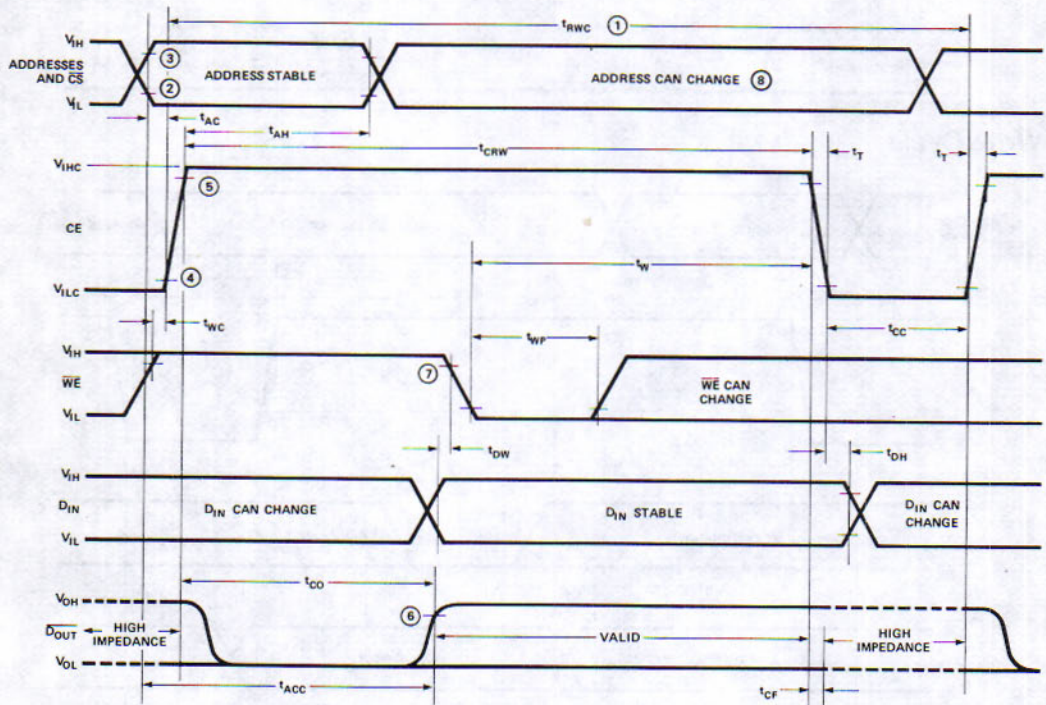 tRWC ①
VIH
ADDRESSES
AND CS
VIL
③
②
ADDRESS STABLE
ADDRESS CAN CHANGE ⑧
tAC
tAH
tCRW
tT
tT
VIHC
⑤
CE
④
VILC
tW
tCC
tWC
tWP
VIH
WE
VIL
⑦
WE CAN
CHANGE
tDW
tDH
VIH
DIN
VIL
DIN CAN CHANGE
DIN STABLE
DIN CAN
CHANGE
tCO
VOH
DOUT
VOL
HIGH
IMPEDANCE
⑥
VALID
HIGH
IMPEDANCE
tACC
tCF